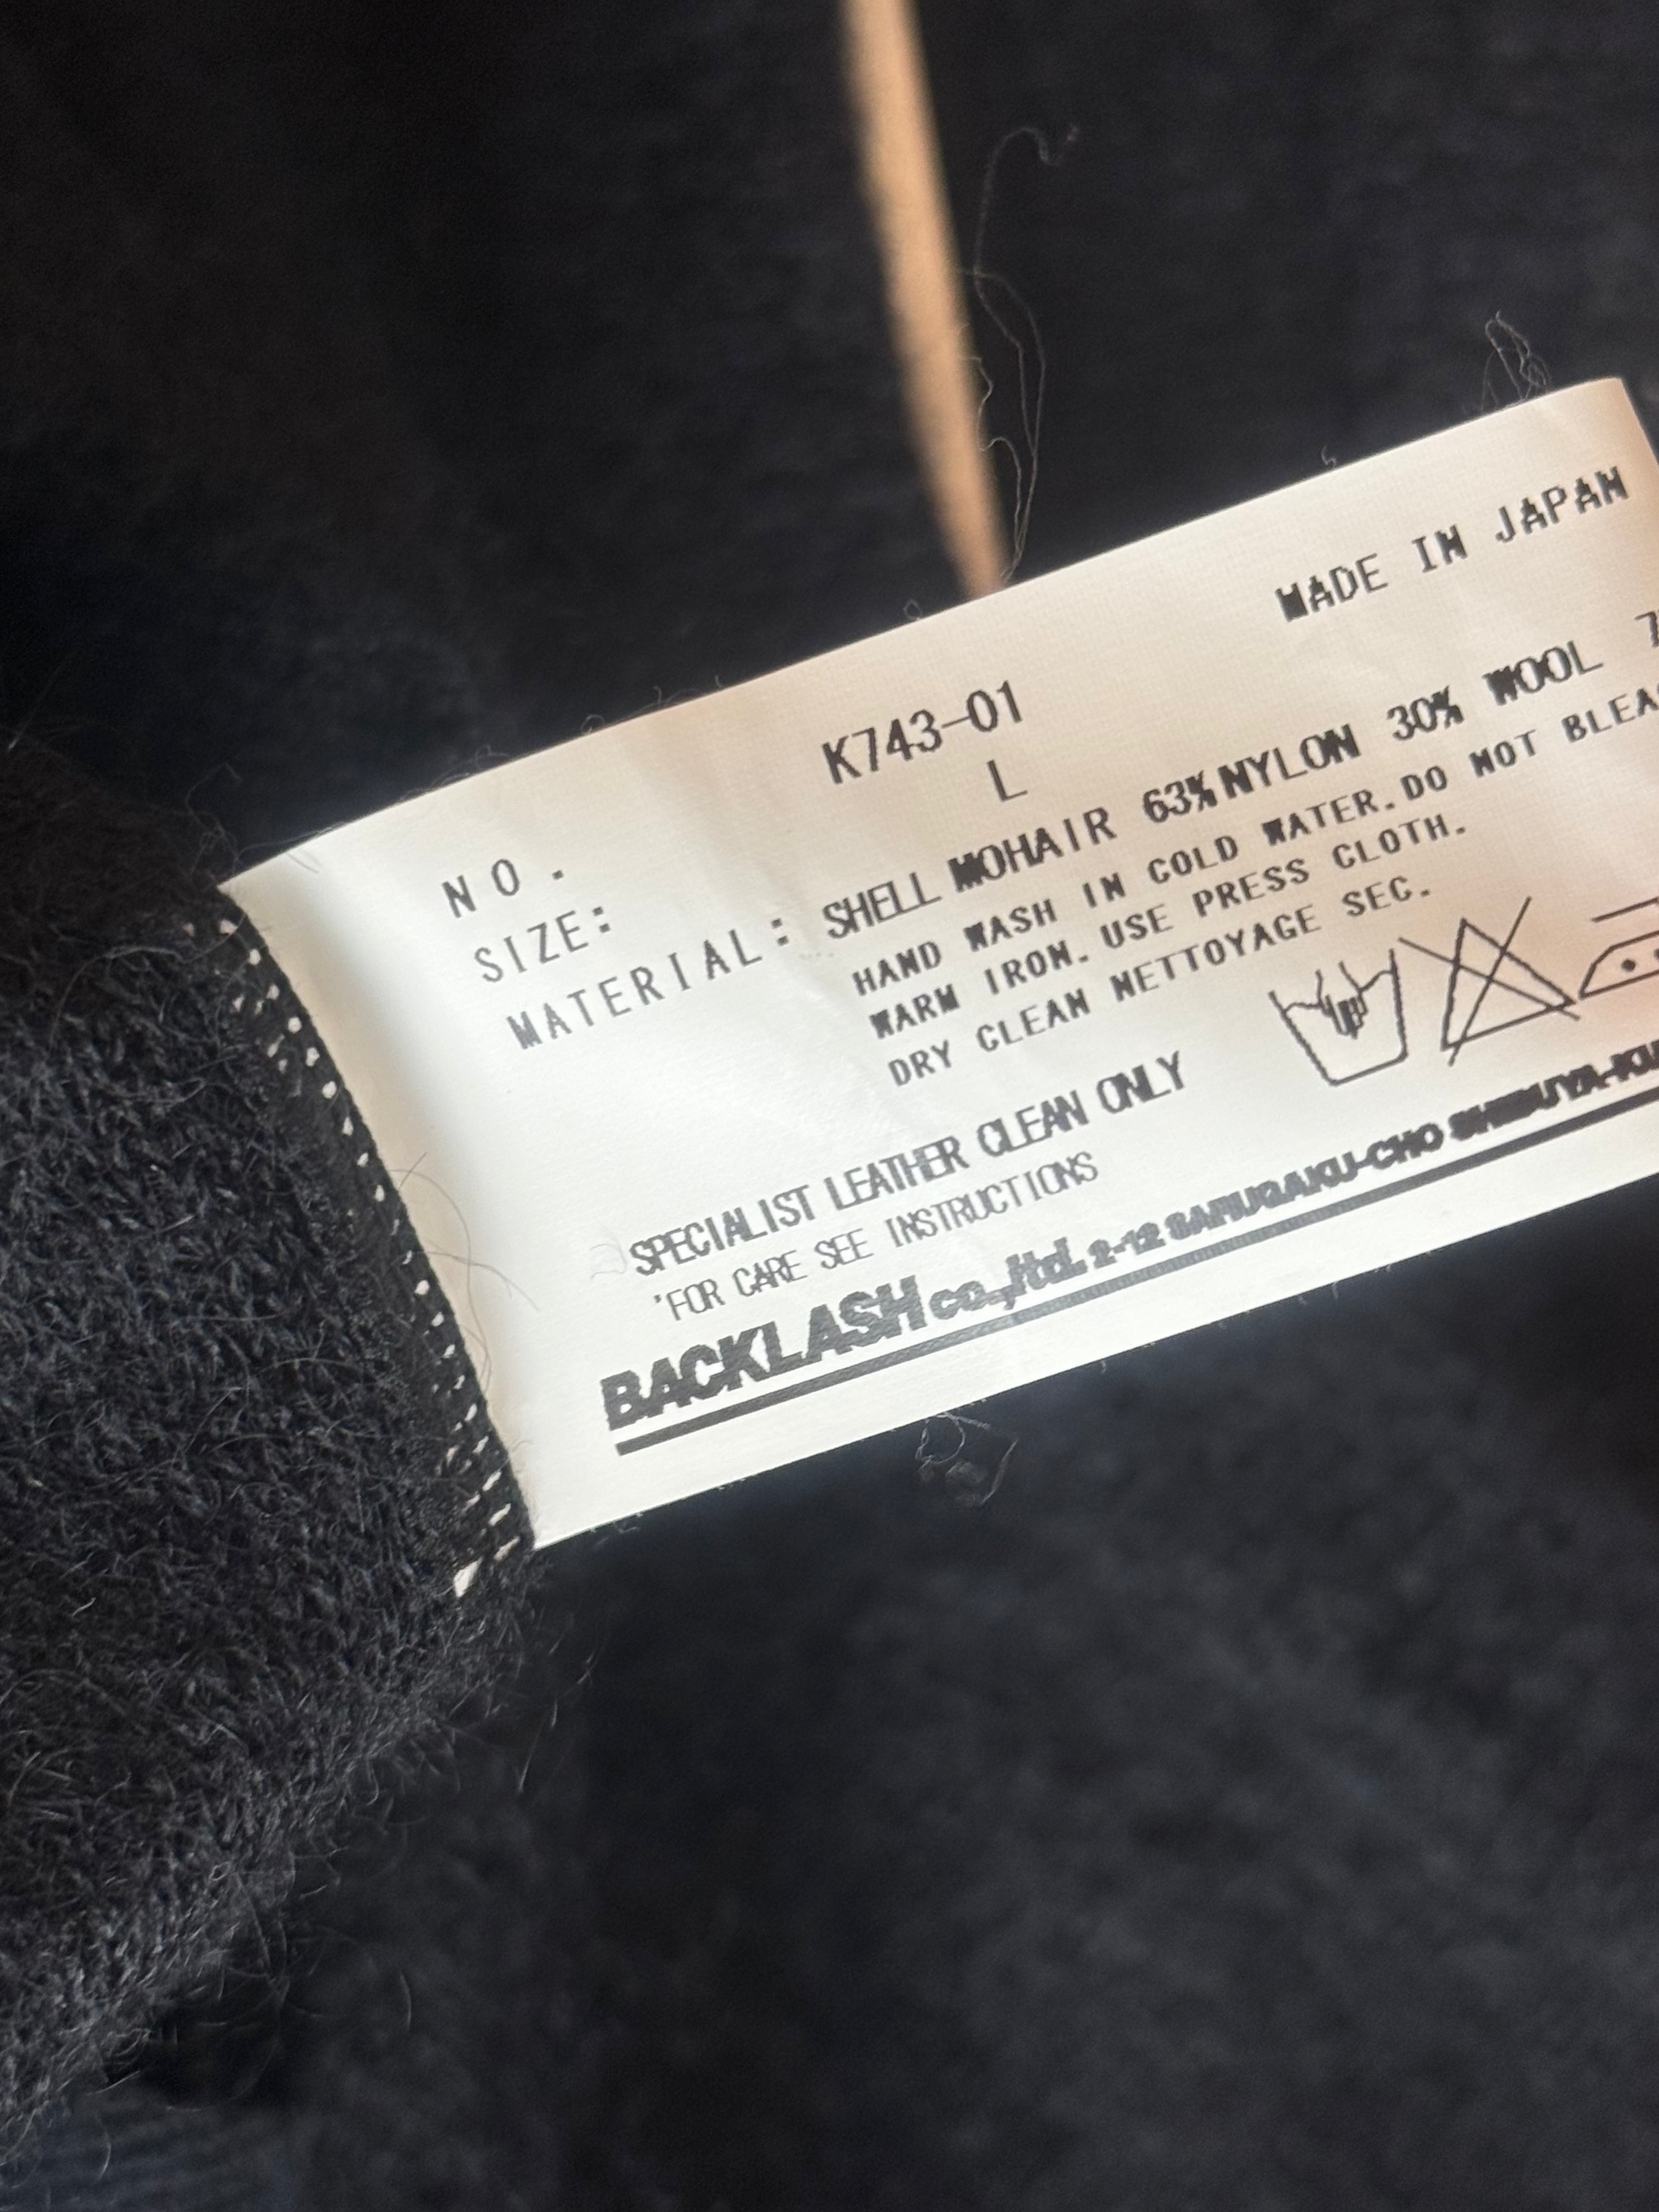 MADE IN JAPAN
NO. K743-01
SIZE: L
MATERIAL: SHELL MOHAIR 63% NYLON 30% WOOL
HAND WASH IN COLD WATER. DO NOT
WARM IRON. USE PRESS CLOTH.
DRY CLEAN NETTOYAGE SEC.
SPECIALIST LEATHER CLEAN ONLY
'FOR CARE SEE INSTRUCTIONS
BACKLASH co.,ltd. 2-12 SARUGAKU-CHO SHIBUYA-KU